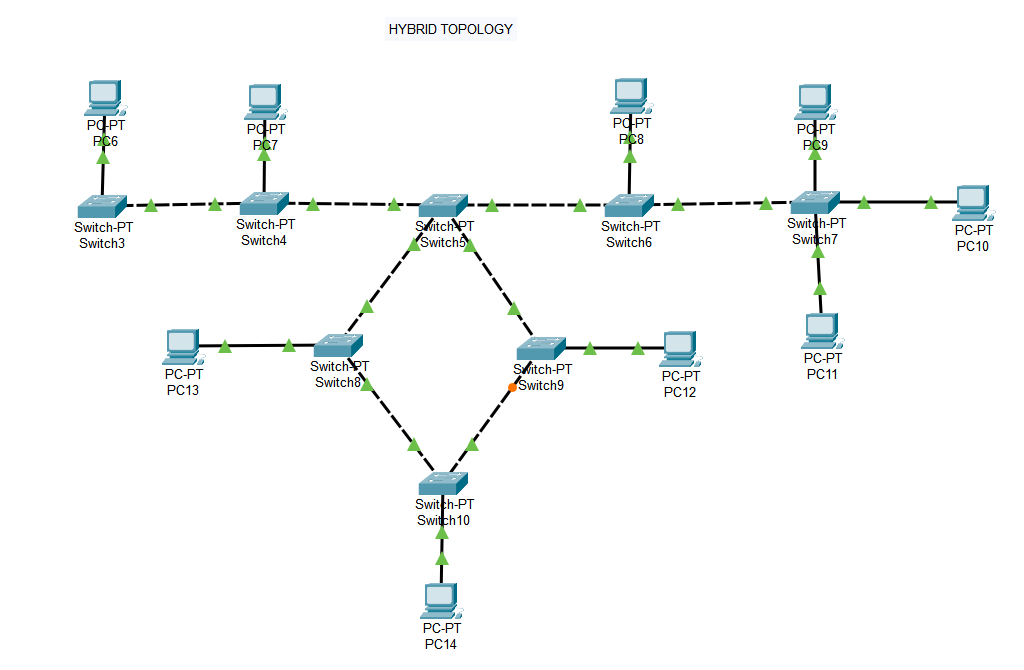 HYBRID TOPOLOGY
PC-PT
PC6
PC-PT
PC7
PC-PT
PC8
PC-PT
PC9
Switch-PT
Switch3
Switch-PT
Switch4
Switch-PT
Switch5
Switch-PT
Switch6
Switch-PT
Switch7
PC-PT
PC10
PC-PT
PC13
Switch-PT
Switch8
Switch-PT
Switch9
PC-PT
PC12
PC-PT
PC11
Switch-PT
Switch10
PC-PT
PC14